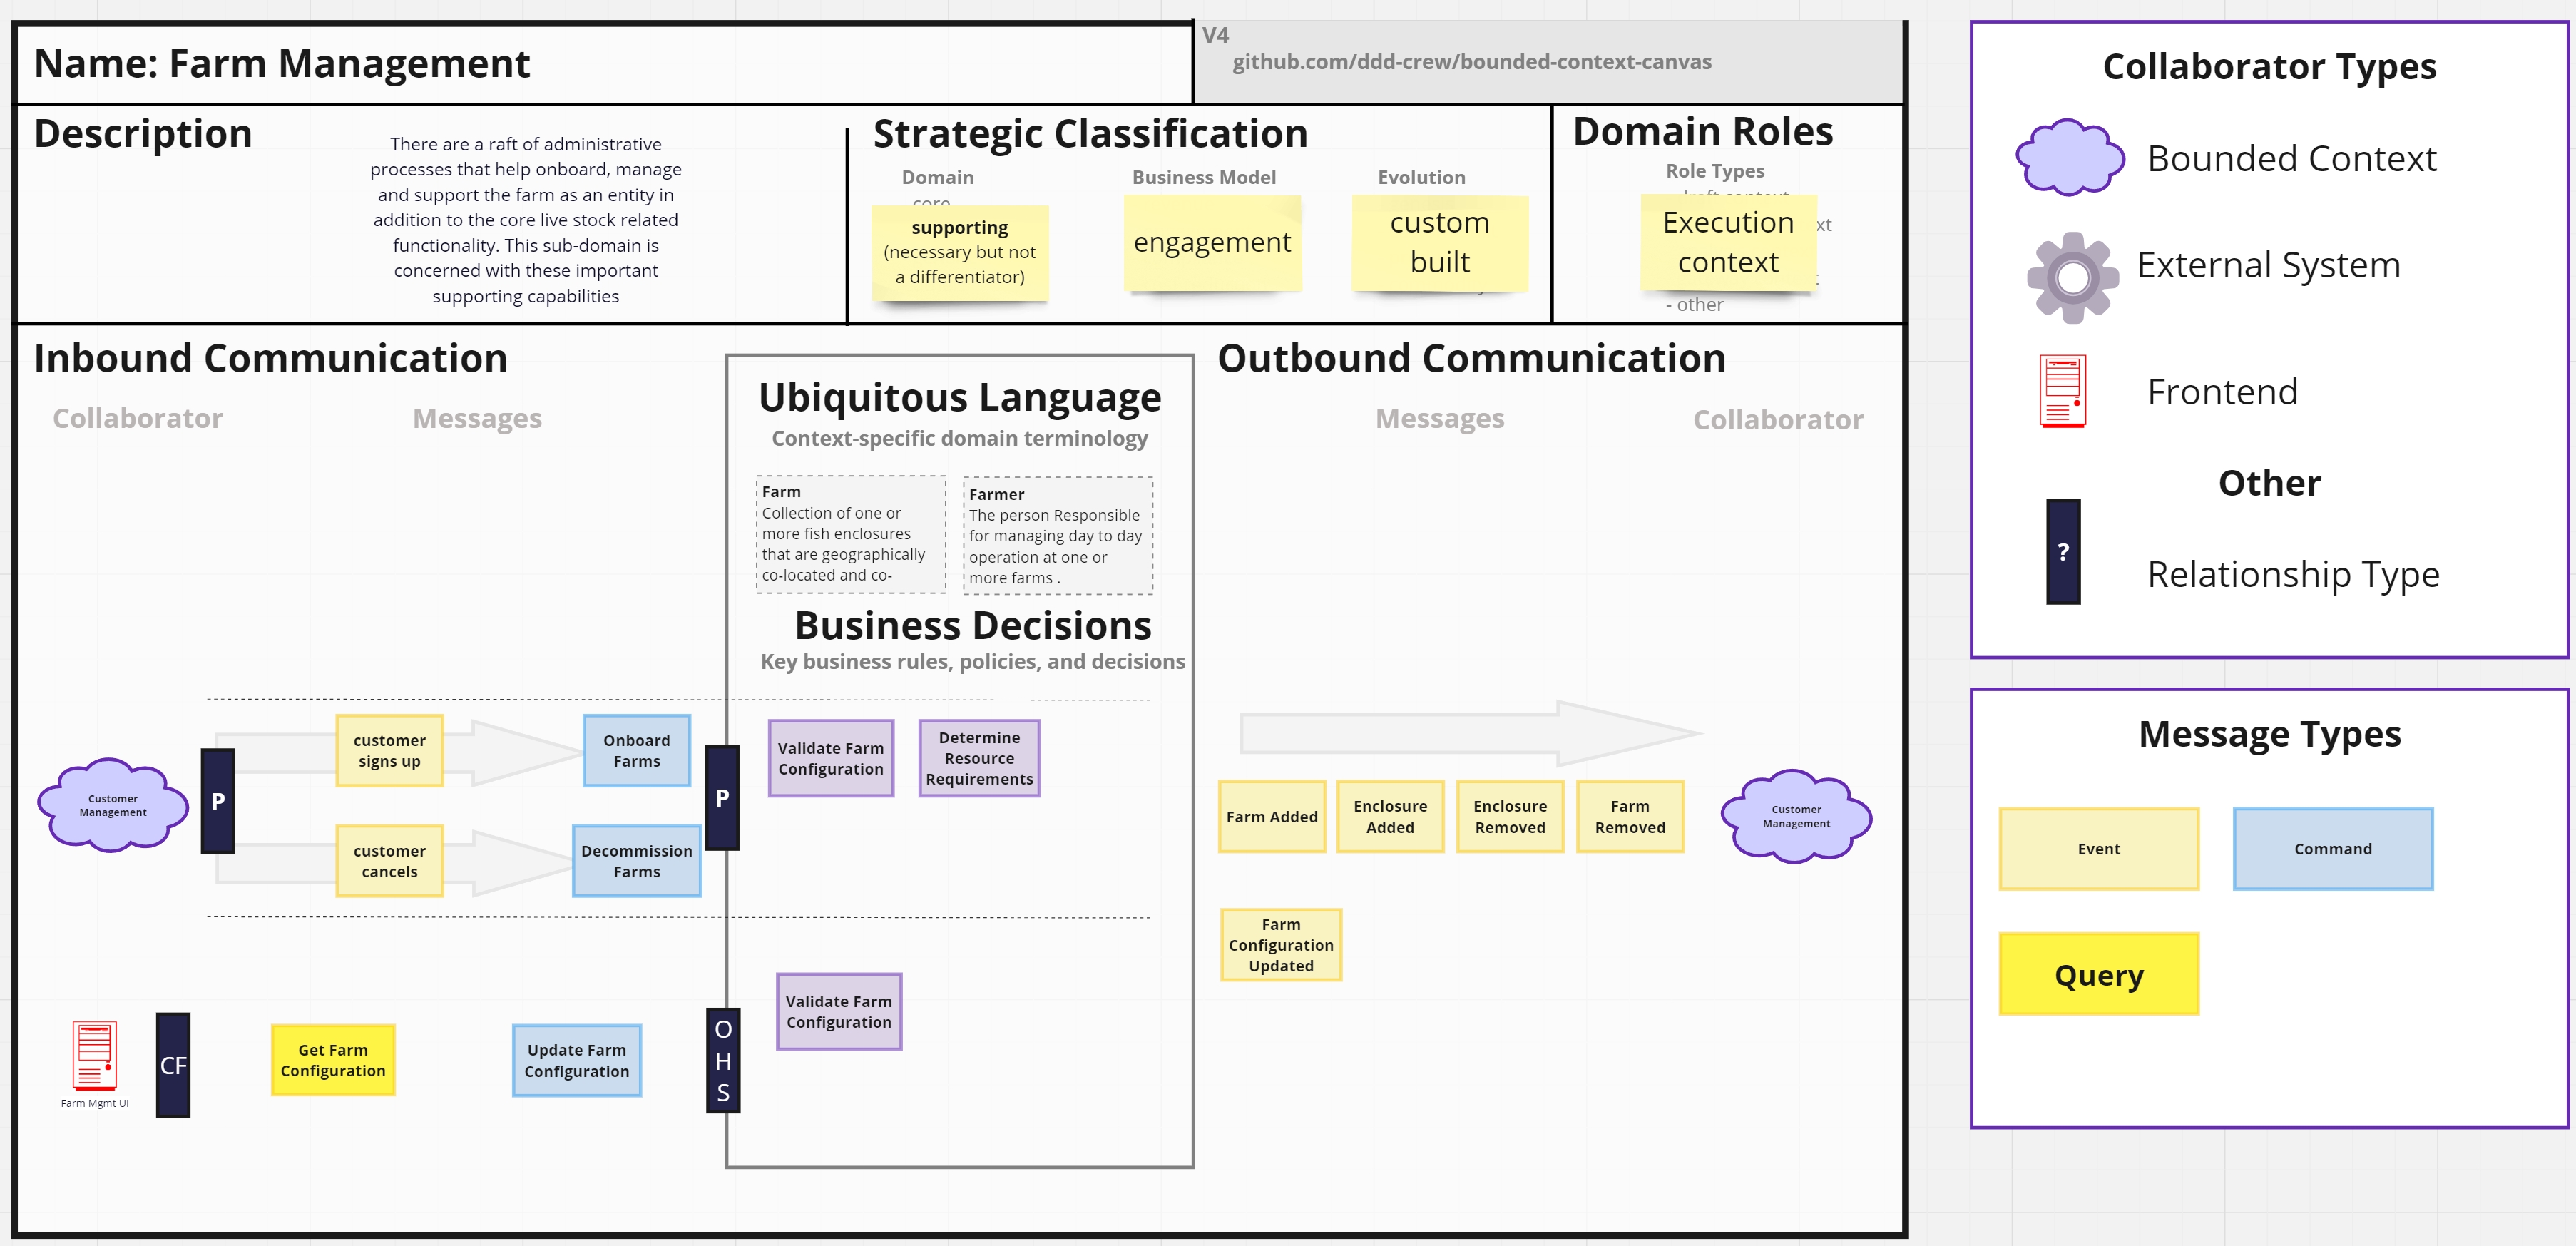 Name: Farm Management
V4
github.com/ddd-crew/bounded-context-canvas
Description
There are a raft of administrative
processes that help onboard, manage
and support the farm as an entity in
addition to the core live stock related
functionality. This sub-domain is
concerned with these important
supporting capabilities
Strategic Classification
Domain
- core
supporting
(necessary but not
a differentiator)
Business Model
engagement
Evolution
custom
built
Domain Roles
Role Types
Execution
context
- other
Inbound Communication
Collaborator
Messages
Ubiquitous Language
Context-specific domain terminology
Farm
Collection of one or
more fish enclosures
that are geographically
co-located and co-
Farmer
The person Responsible
for managing day to day
operation at one or
more farms .
Business Decisions
Key business rules, policies, and decisions
Outbound Communication
Messages
Collaborator
Customer
Management
P
customer
signs up
Onboard
Farms
customer
cancels
Decommission
Farms
P
Validate Farm
Configuration
Determine
Resource
Requirements
Farm Added
Enclosure
Added
Enclosure
Removed
Farm
Removed
Customer
Management
Farm
Configuration
Updated
Farm Mgmt UI
CF
Get Farm
Configuration
Update Farm
Configuration
O
H
S
Validate Farm
Configuration
Collaborator Types
Bounded Context
External System
Frontend
Other
?
Relationship Type
Message Types
Event
Command
Query